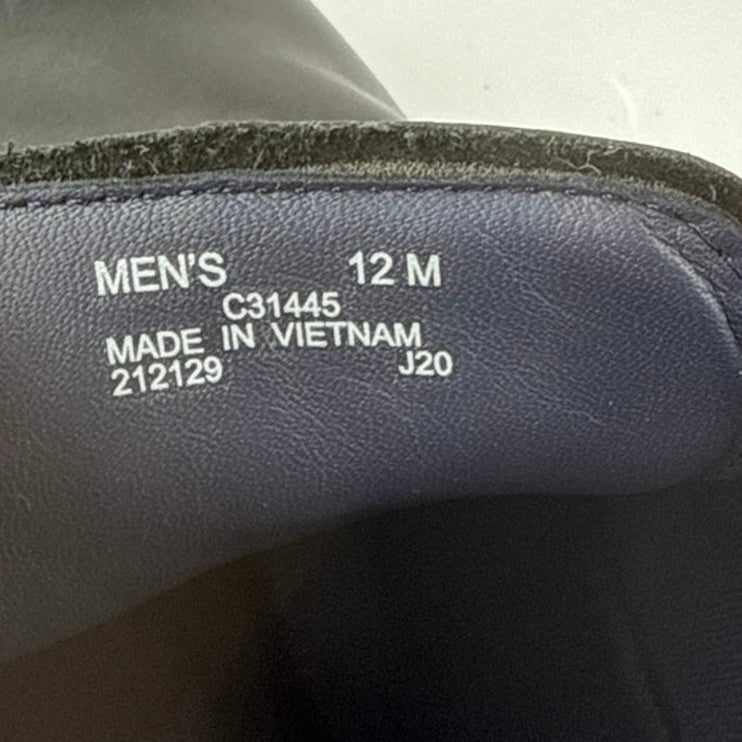 MEN'S 12 M
C31445
MADE IN VIETNAM
212129 J20